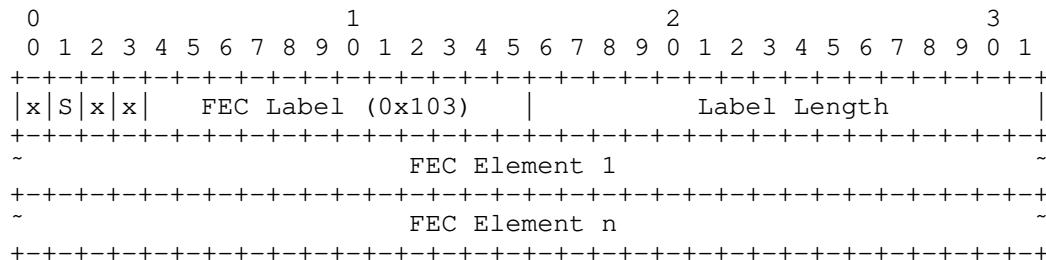 0                   1                   2                   3
 0 1 2 3 4 5 6 7 8 9 0 1 2 3 4 5 6 7 8 9 0 1 2 3 4 5 6 7 8 9 0 1
+-+-+-+-+-+-+-+-+-+-+-+-+-+-+-+-+-+-+-+-+-+-+-+-+-+-+-+-+-+-+-+-+
|x|S|x|x|   FEC Label (0x103)   |          Label Length         |
+-+-+-+-+-+-+-+-+-+-+-+-+-+-+-+-+-+-+-+-+-+-+-+-+-+-+-+-+-+-+-+-+
~                        FEC Element 1                          ~
+-+-+-+-+-+-+-+-+-+-+-+-+-+-+-+-+-+-+-+-+-+-+-+-+-+-+-+-+-+-+-+-+
~                        FEC Element n                          ~
+-+-+-+-+-+-+-+-+-+-+-+-+-+-+-+-+-+-+-+-+-+-+-+-+-+-+-+-+-+-+-+-+